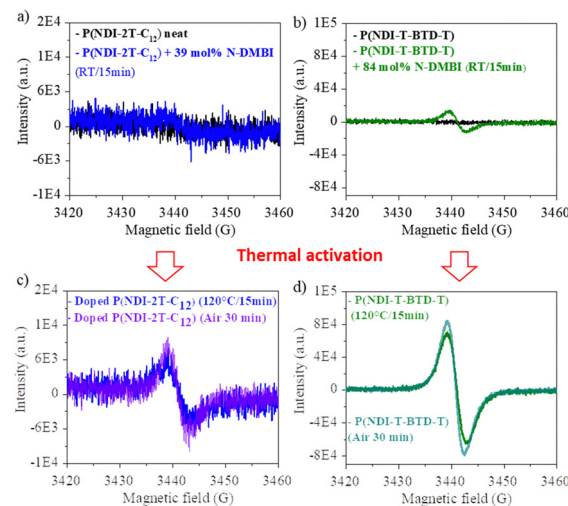 a)
- P(NDI-2T-C12) neat
- P(NDI-2T-C12) + 39 mol% N-DMBI
(RT/15min)
2E4
1E4
6E3
0
-6E3
-1E4
Intensity (a.u.)
3420 3430 3440 3450 3460
Magnetic field (G)
b)
- P(NDI-T-BTD-T)
- P(NDI-T-BTD-T)
+ 84 mol% N-DMBI (RT/15min)
1E5
8E4
4E4
0
-4E4
-8E4
Intensity (a.u.)
3420 3430 3440 3450 3460
Magnetic field (G)
Thermal activation
c)
- Doped P(NDI-2T-C12) (120°C/15min)
- Doped P(NDI-2T-C12) (Air 30 min)
2E4
1E4
6E3
0
-6E3
-1E4
Intensity (a.u.)
3420 3430 3440 3450 3460
Magnetic field (G)
d)
- P(NDI-T-BTD-T)
(120°C/15min)
- P(NDI-T-BTD-T)
(Air 30 min)
1E5
8E4
4E4
0
-4E4
-8E4
Intensity (a.u.)
3420 3430 3440 3450 3460
Magnetic field (G)